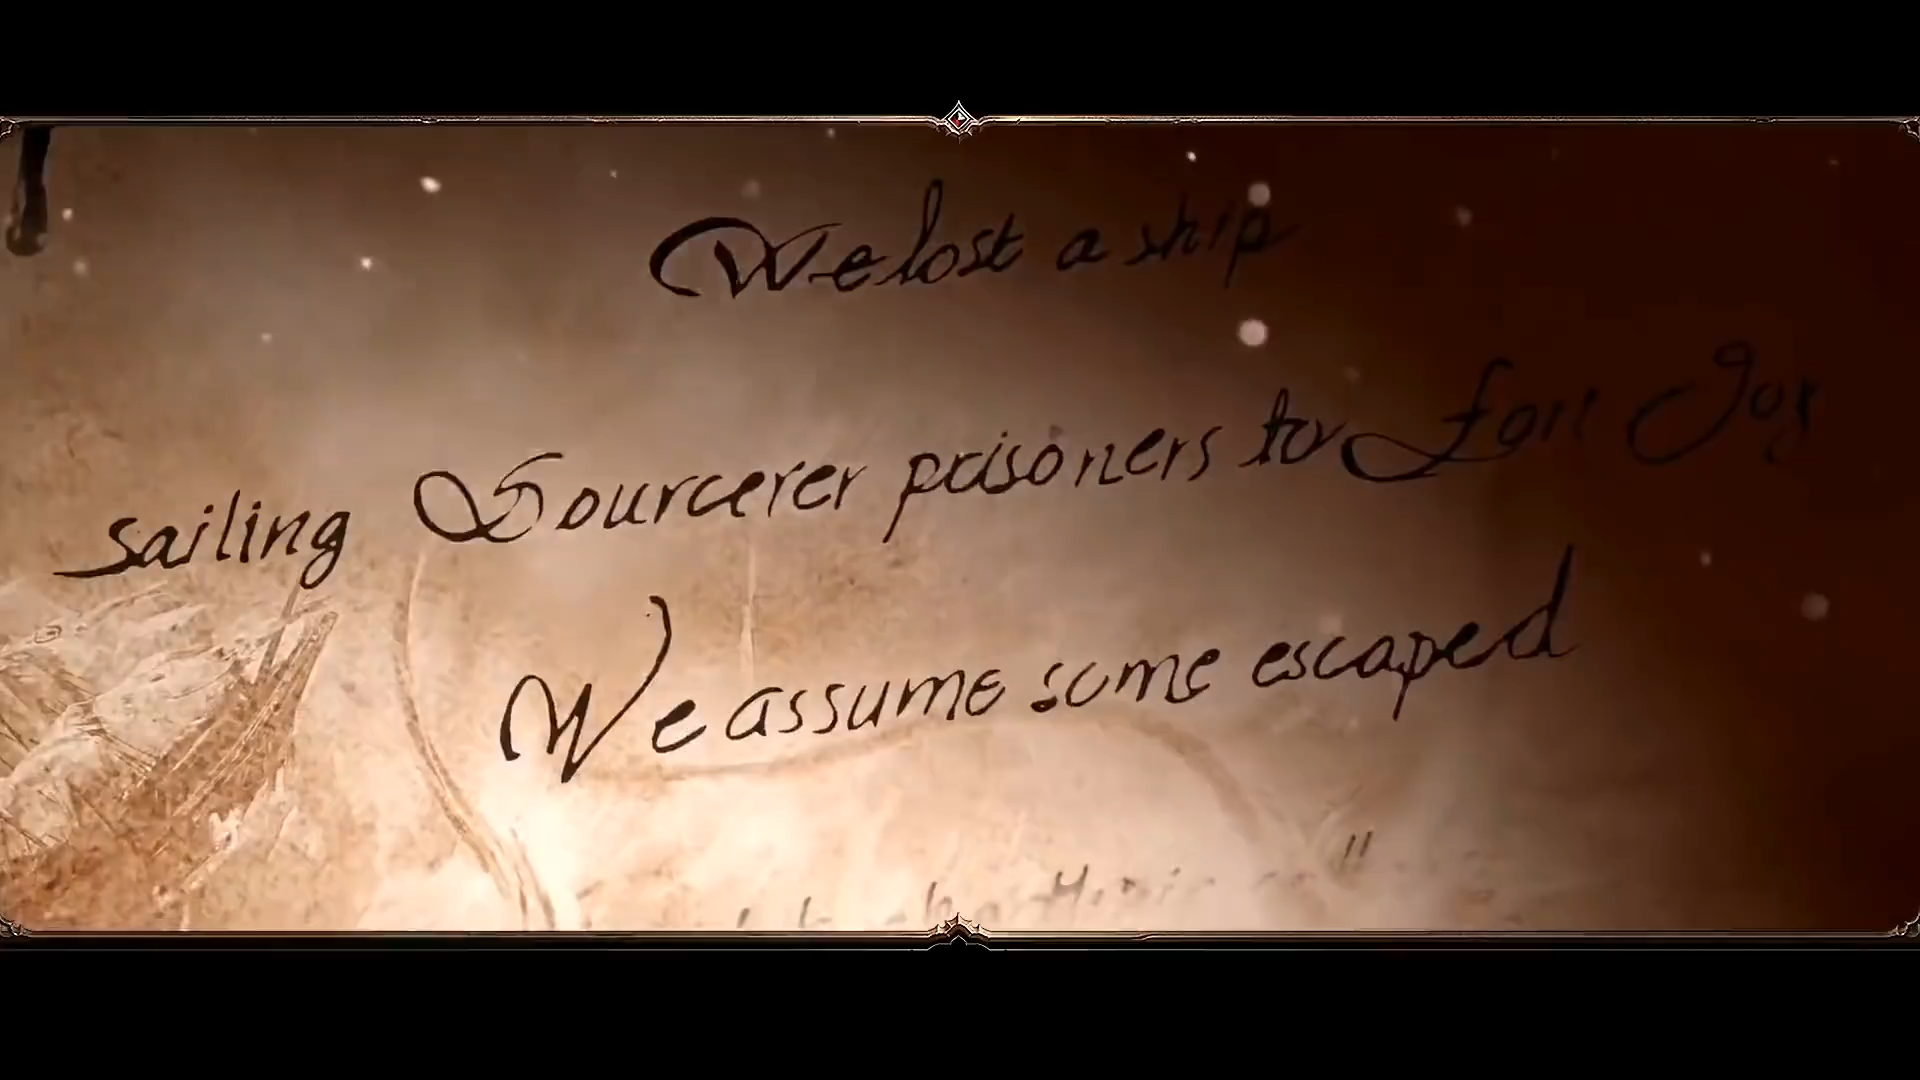 We lost a ship
sailing Sourcerer prisoners to Fort Joy
We assume some escaped